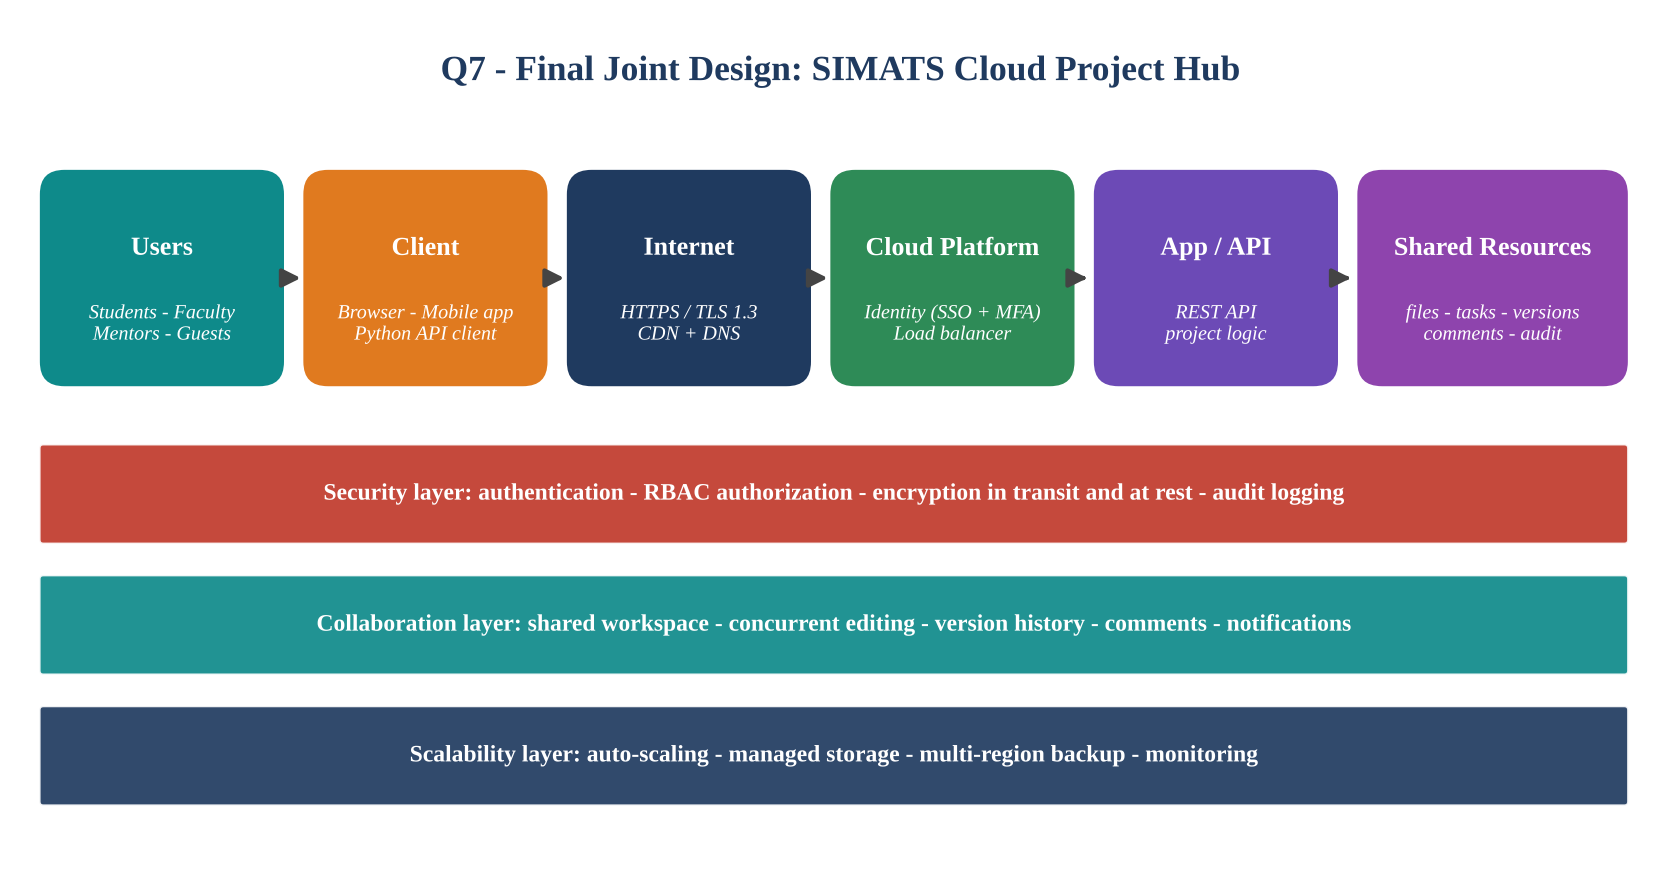 Q7 - Final Joint Design: SIMATS Cloud Project Hub
Users
Students - Faculty
Mentors - Guests
Client
Browser - Mobile app
Python API client
Internet
HTTPS / TLS 1.3
CDN + DNS
Cloud Platform
Identity (SSO + MFA)
Load balancer
App / API
REST API
project logic
Shared Resources
files - tasks - versions
comments - audit
Security layer: authentication - RBAC authorization - encryption in transit and at rest - audit logging
Collaboration layer: shared workspace - concurrent editing - version history - comments - notifications
Scalability layer: auto-scaling - managed storage - multi-region backup - monitoring